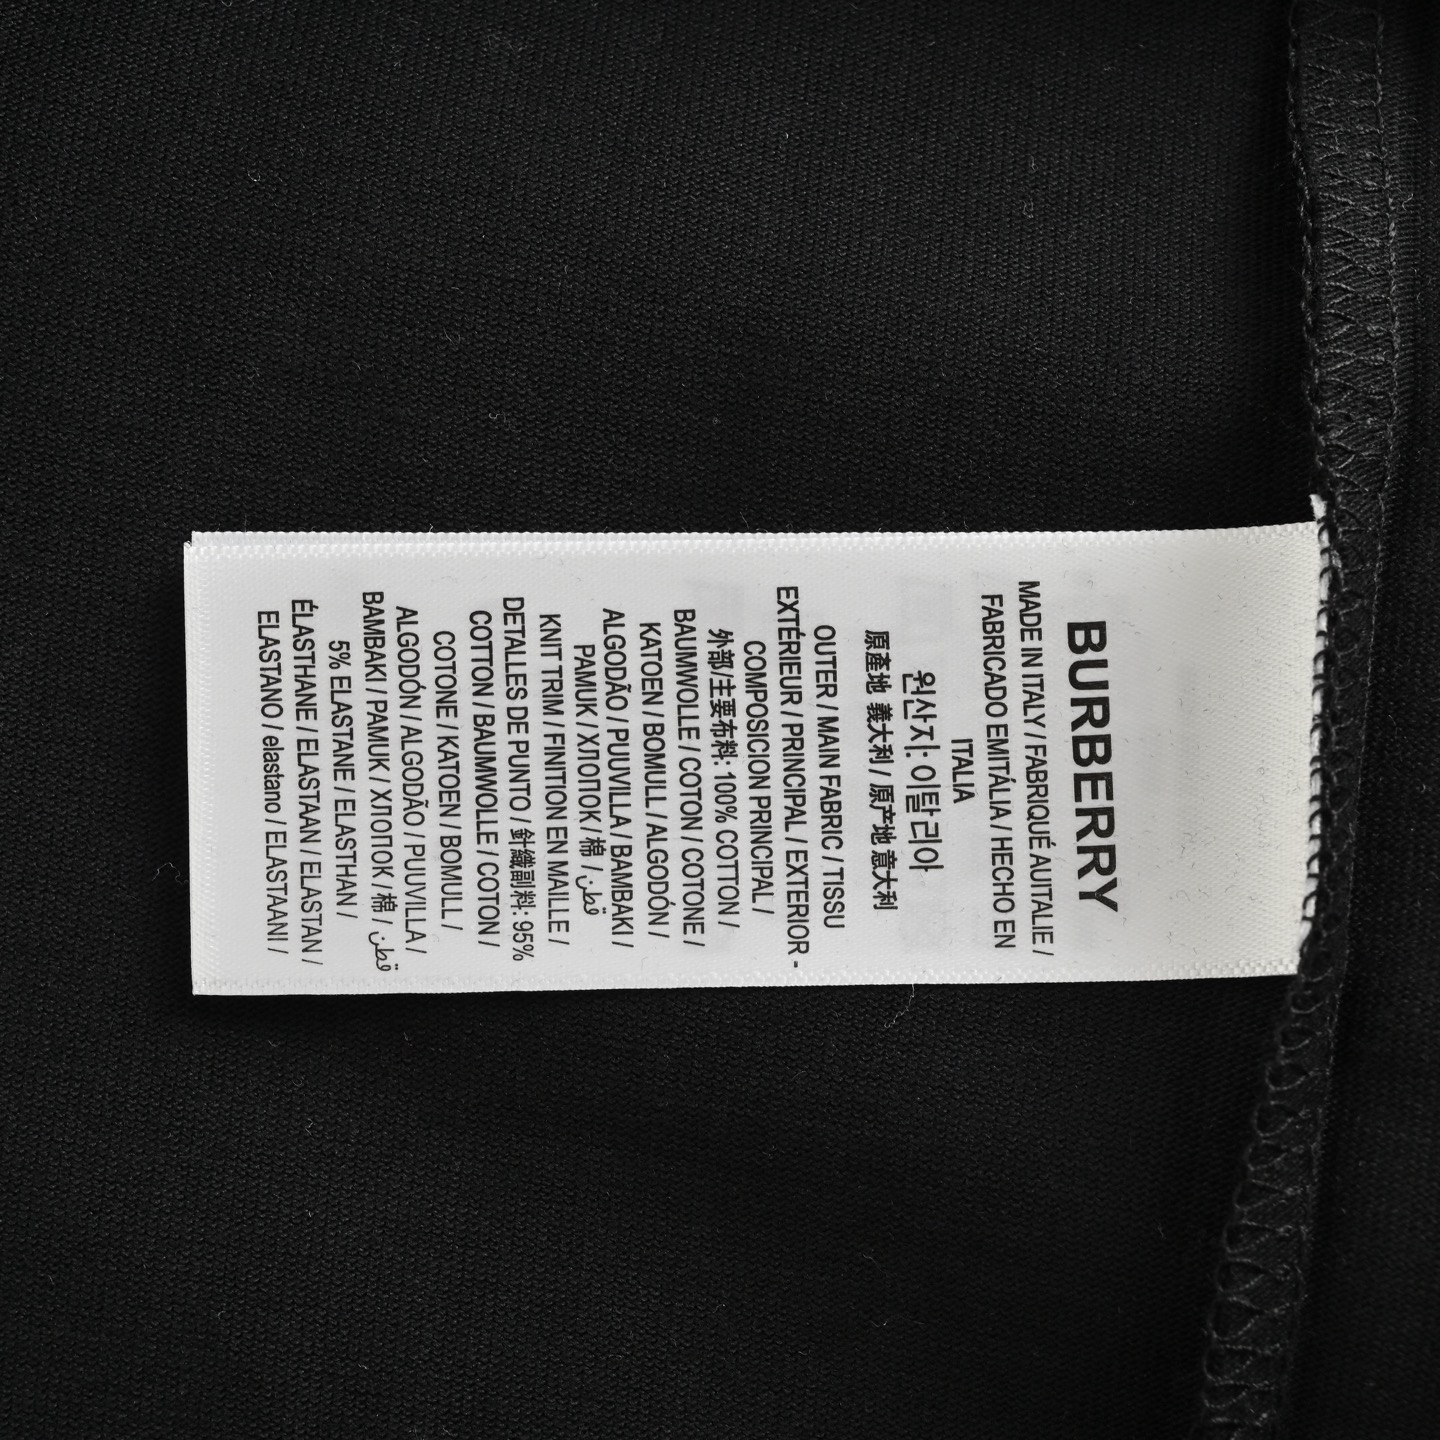 BURBERRY
MADE IN ITALY / FABRIQUÉ AUITALIE /
FABRICADO EMITÁLIA / HECHO EN
ITALIA
원산지: 이탈리아
原產地 義大利 / 原产地 意大利
OUTER / MAIN FABRIC / TISSU
EXTÉRIEUR / PRINCIPAL / EXTERIOR -
COMPOSICION PRINCIPAL /
外部/主要布料: 100% COTTON /
BAUMWOLLE / COTON / COTONE /
KATOEN / BOMULL / ALGODÓN /
ALGODÃO / PUUVILLA / BAMBAKI /
PAMUK / ХΠΟΠΟΚ / 棉 / قطن
KNIT TRIM / FINITION EN MAILLE /
DETALLES DE PUNTO / 針織副料: 95%
COTTON / BAUMWOLLE / COTON /
COTONE / KATOEN / BOMULL /
ALGODÓN / ALGODÃO / PUUVILLA /
BAMBAKI / PAMUK / ХΠΟΠΟΚ / 棉 / قطن
5% ELASTANE / ELASTHAN /
ÉLASTHANE / ELASTAAN / ELASTAN /
ELASTANO / elastano / ELASTAANI /